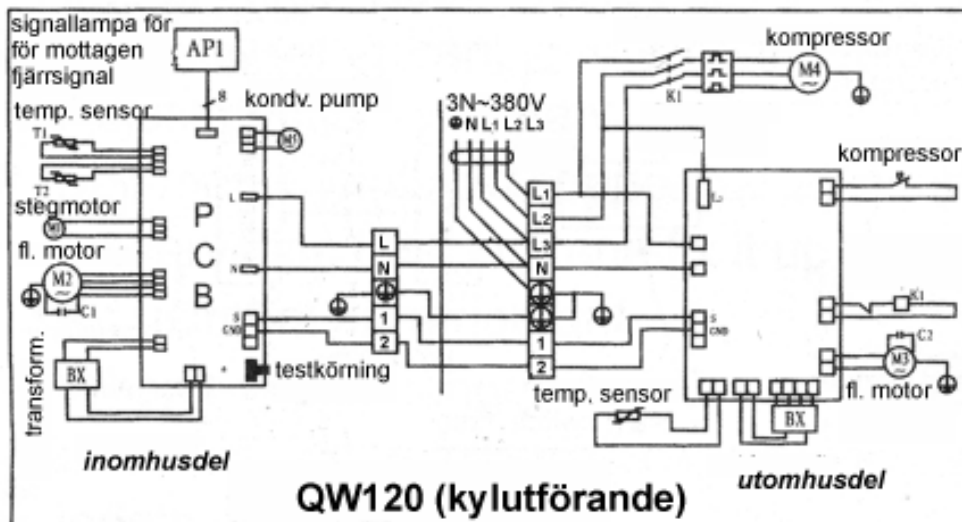 signallampa för
för mottagen
fjärrsignal
AP1
8
kondv. pump
temp. sensor
T1
T2
stegmotor
fl. motor
M2
~
C1
transform.
BX
P
C
B
L
N
S
GND
testkörning
inomhusdel
L
N
1
2
3N~380V
N L1 L2 L3
L1
L2
L3
N
1
2
K1
kompressor
M4
~
kompressor
S
GND
K1
C2
M3
~
fl. motor
temp. sensor
BX
utomhusdel
QW120 (kylutförande)